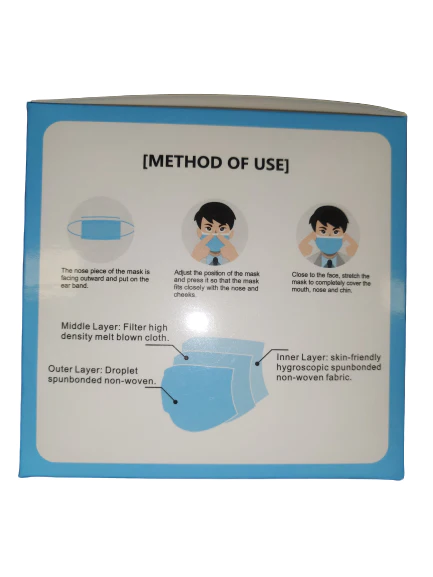 [METHOD OF USE]
The nose piece of the mask is
facing outward and put on the
ear band.
Adjust the position of the mask
and press it so that the mask
fits closely with the nose and
cheeks.
Close to the face, stretch the
mask to completely cover the
mouth, nose and chin.
Middle Layer: Filter high
density melt blown cloth.
Outer Layer: Droplet
spunbonded non-woven.
Inner Layer: skin-friendly
hygroscopic spunbonded
non-woven fabric.